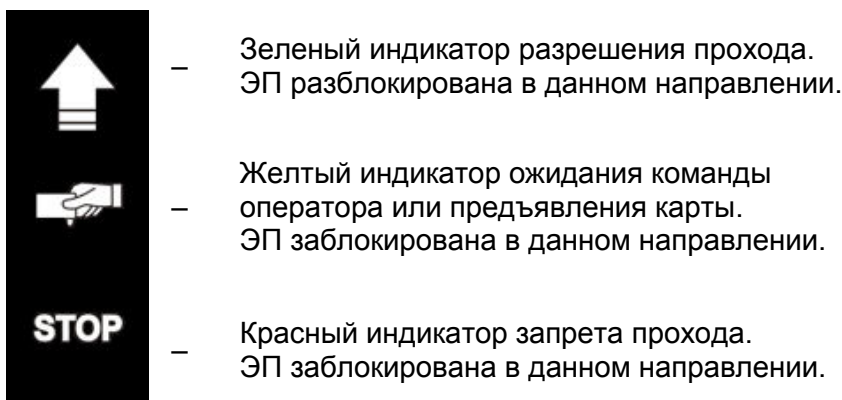 – Зеленый индикатор разрешения прохода.
ЭП разблокирована в данном направлении.
Желтый индикатор ожидания команды
– оператора или предъявления карты.
ЭП заблокирована в данном направлении.
STOP
– Красный индикатор запрета прохода.
ЭП заблокирована в данном направлении.